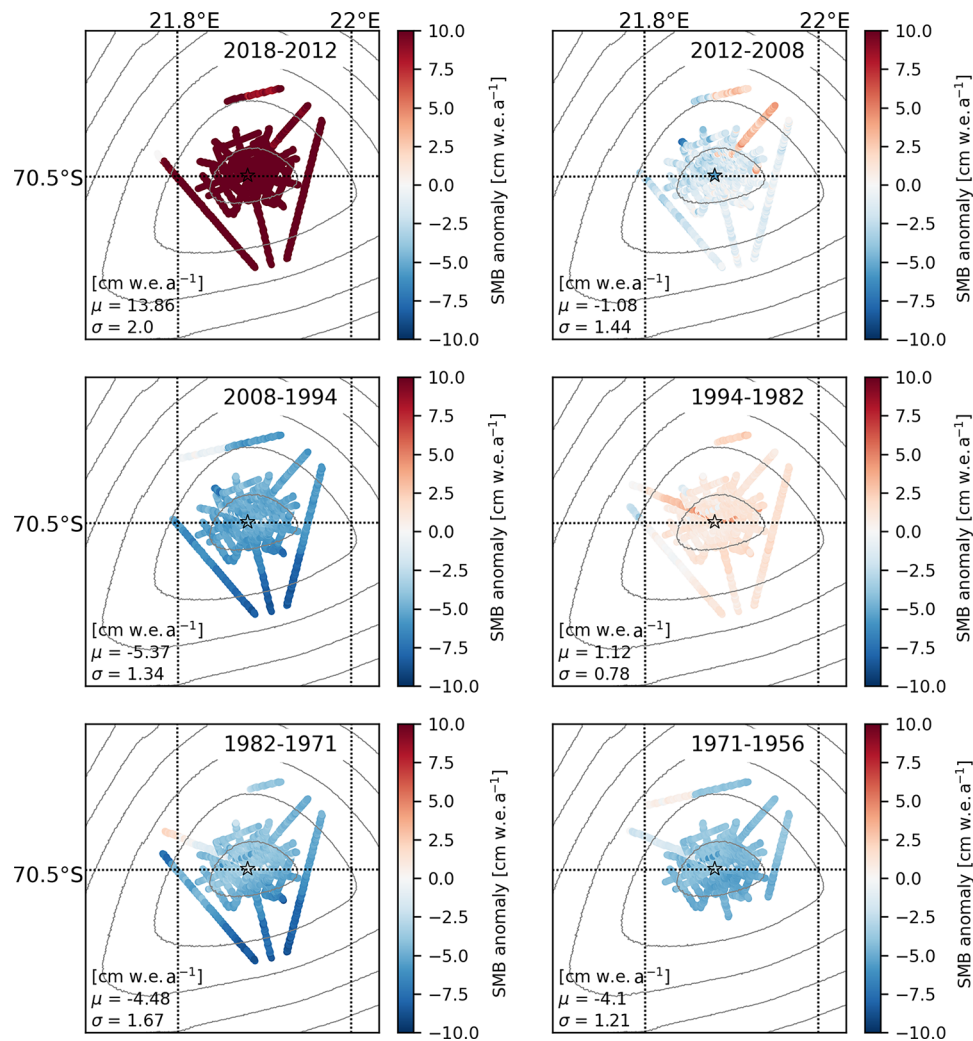 21.8°E 22°E 21.8°E 22°E
2018-2012
10.0
7.5
5.0
2.5
0.0
−2.5
−5.0
−7.5
−10.0
SMB anomaly [cm w.e.a⁻¹]
70.5°S
[cm w.e.a⁻¹]
μ = 13.86
σ = 2.0
2012-2008
10.0
7.5
5.0
2.5
0.0
−2.5
−5.0
−7.5
−10.0
SMB anomaly [cm w.e.a⁻¹]
[cm w.e.a⁻¹]
μ = -1.08
σ = 1.44
2008-1994
10.0
7.5
5.0
2.5
0.0
−2.5
−5.0
−7.5
−10.0
SMB anomaly [cm w.e.a⁻¹]
70.5°S
[cm w.e.a⁻¹]
μ = -5.37
σ = 1.34
1994-1982
10.0
7.5
5.0
2.5
0.0
−2.5
−5.0
−7.5
−10.0
SMB anomaly [cm w.e.a⁻¹]
[cm w.e.a⁻¹]
μ = 1.12
σ = 0.78
1982-1971
10.0
7.5
5.0
2.5
0.0
−2.5
−5.0
−7.5
−10.0
SMB anomaly [cm w.e.a⁻¹]
70.5°S
[cm w.e.a⁻¹]
μ = -4.48
σ = 1.67
1971-1956
10.0
7.5
5.0
2.5
0.0
−2.5
−5.0
−7.5
−10.0
SMB anomaly [cm w.e.a⁻¹]
[cm w.e.a⁻¹]
μ = -4.1
σ = 1.21